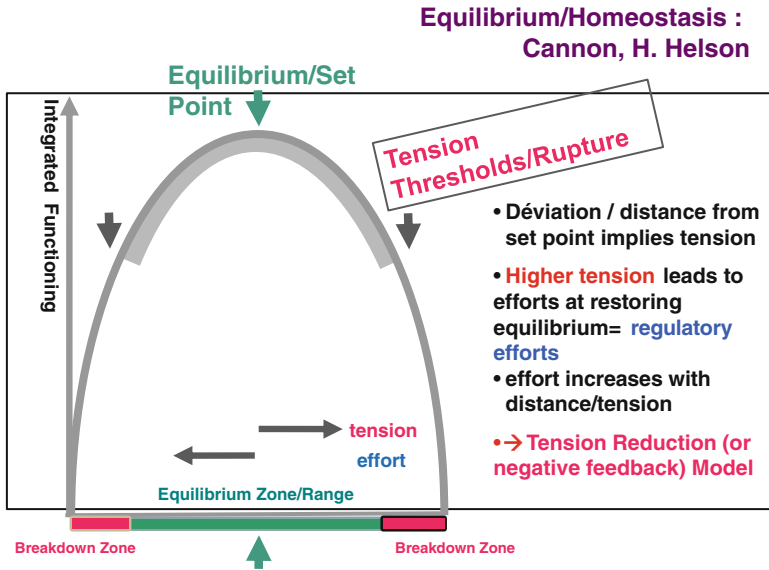 Equilibrium/Homeostasis :
Cannon, H. Helson
Equilibrium/Set
Point
Integrated Functioning
Tension
Thresholds/Rupture
• Déviation / distance from
set point implies tension
• Higher tension leads to
efforts at restoring
equilibrium= regulatory
efforts
• effort increases with
distance/tension
•→ Tension Reduction (or
negative feedback) Model
tension
effort
Equilibrium Zone/Range
Breakdown Zone
Breakdown Zone